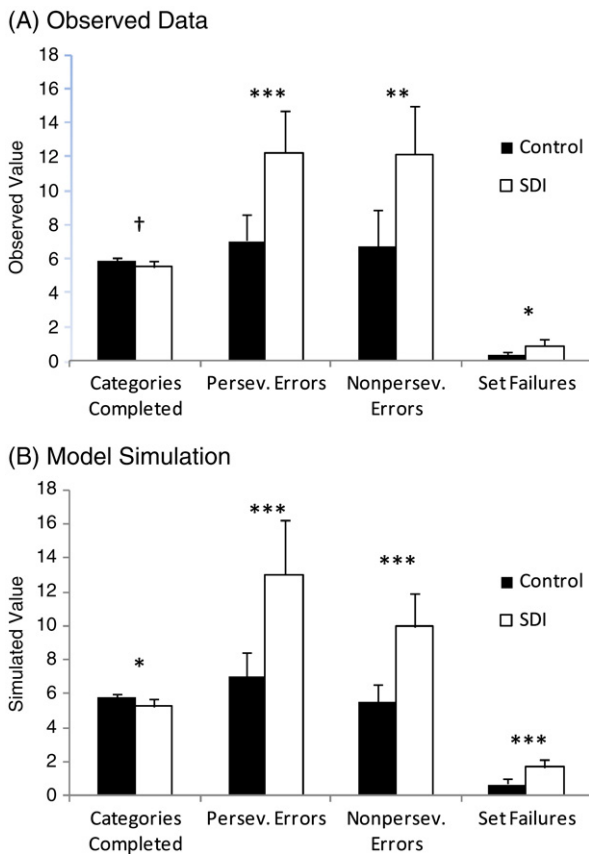 (A) Observed Data
18
16
14
12
10
8
6
4
2
0
Observed Value
†
***
**
*
Control
SDI
Categories Completed
Persev. Errors
Nonpersev. Errors
Set Failures
(B) Model Simulation
18
16
14
12
10
8
6
4
2
0
Simulated Value
*
***
***
***
Control
SDI
Categories Completed
Persev. Errors
Nonpersev. Errors
Set Failures